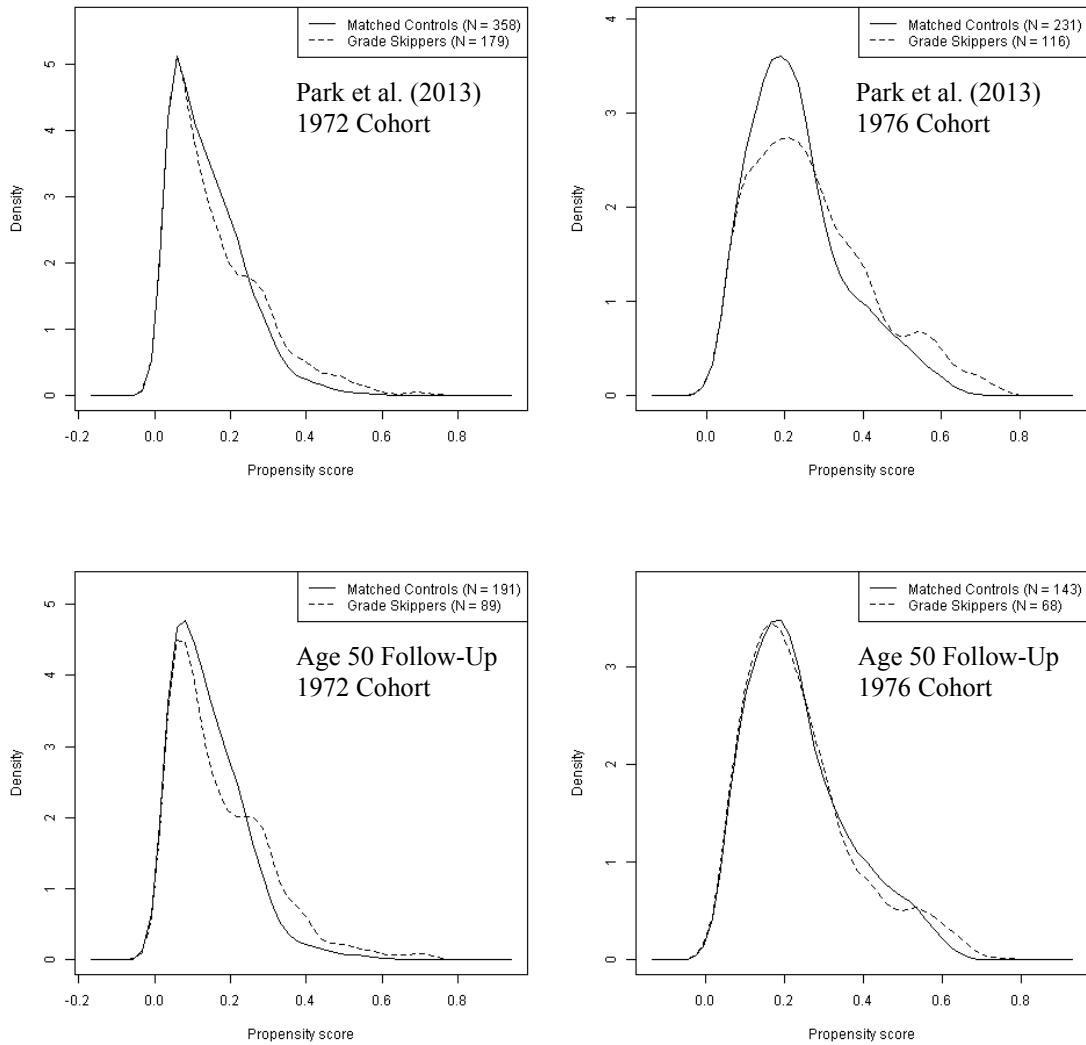 Matched Controls (N = 358)
Grade Skippers (N = 179)
Park et al. (2013)
1972 Cohort
Density
0
1
2
3
4
5
-0.2
0.0
0.2
0.4
0.6
0.8
Propensity score
Matched Controls (N = 231)
Grade Skippers (N = 116)
Park et al. (2013)
1976 Cohort
Density
0
1
2
3
4
0.0
0.2
0.4
0.6
0.8
Propensity score
Matched Controls (N = 191)
Grade Skippers (N = 89)
Age 50 Follow-Up
1972 Cohort
Density
0
1
2
3
4
5
-0.2
0.0
0.2
0.4
0.6
0.8
Propensity score
Matched Controls (N = 143)
Grade Skippers (N = 68)
Age 50 Follow-Up
1976 Cohort
Density
0
1
2
3
0.0
0.2
0.4
0.6
0.8
Propensity score